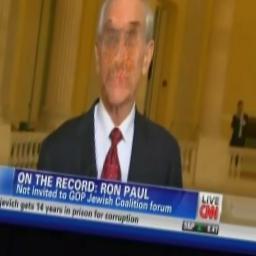 ON THE RECORD: RON PAUL
Not Invited to GOP Jewish Coalition forum
LIVE
CNN
jevich gets 14 years in prison for corruption